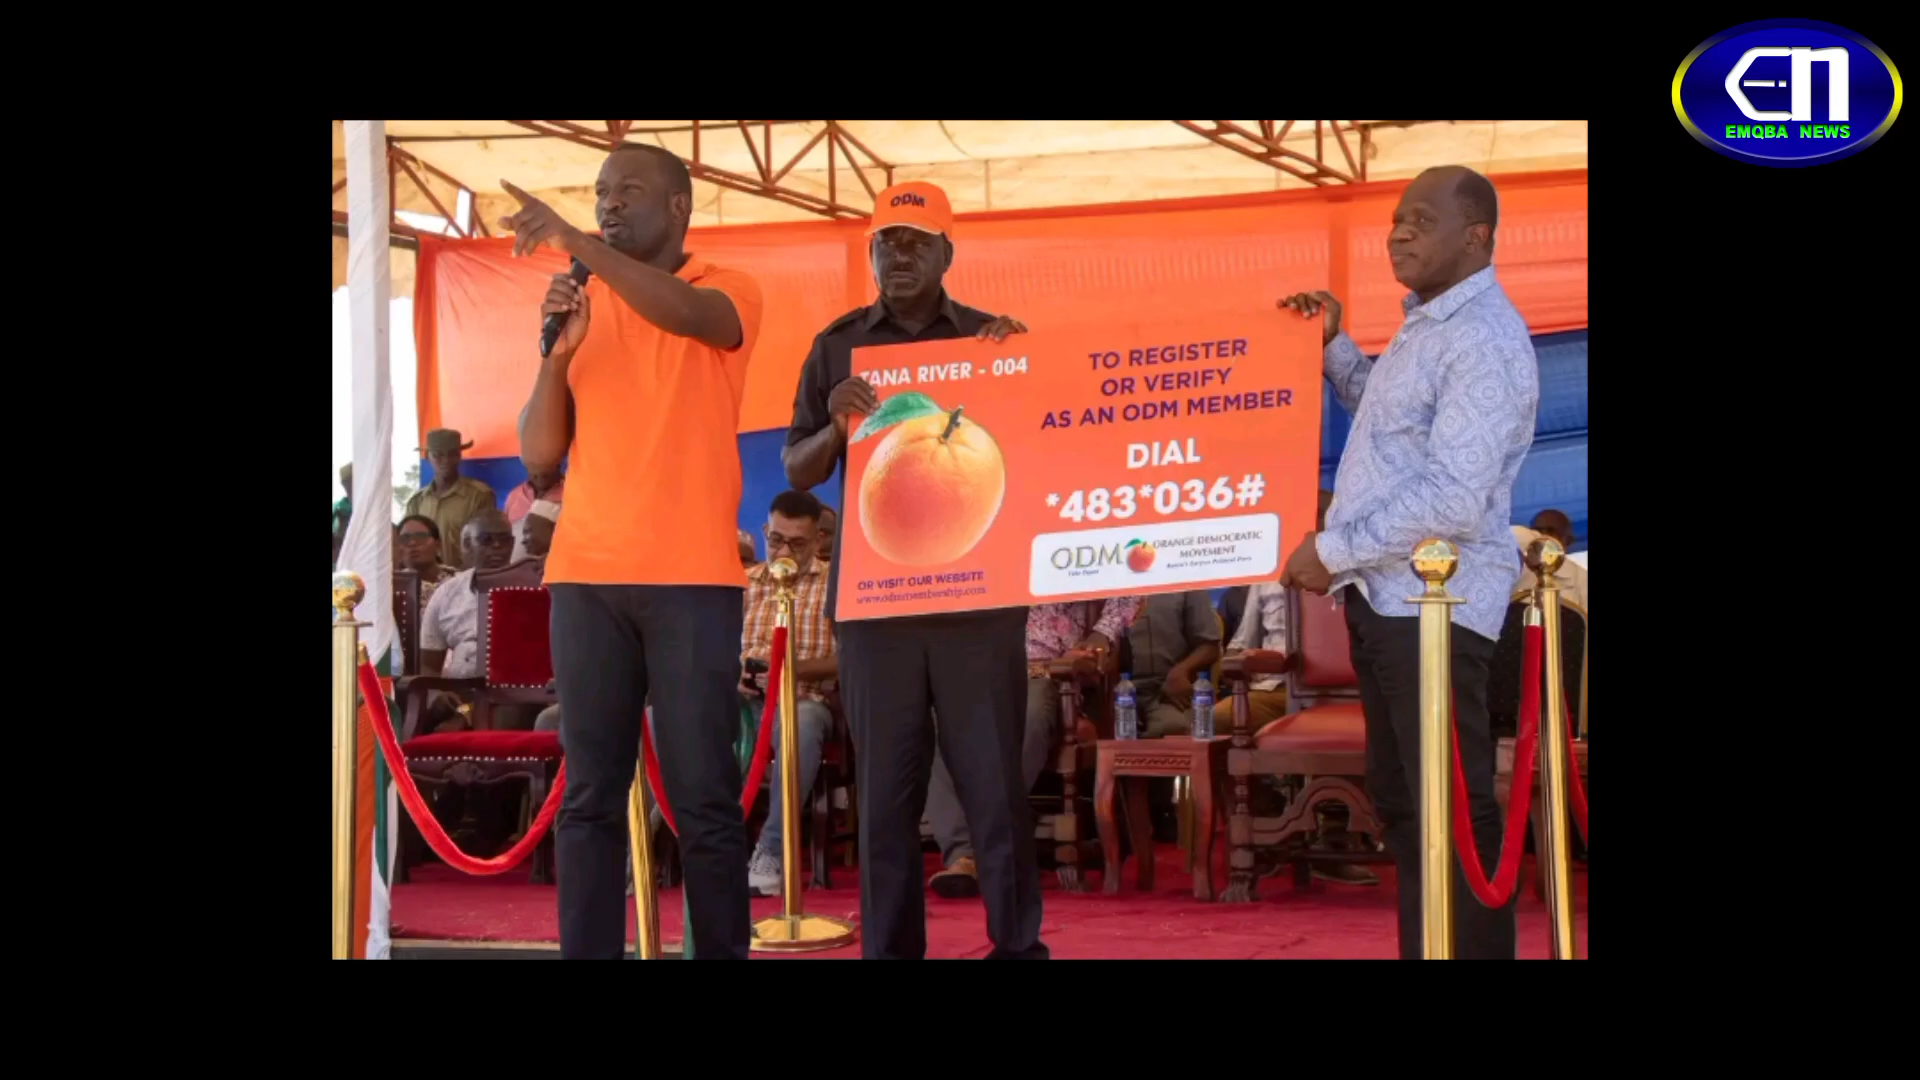 EN
EMQBA NEWS
ODM
TANA RIVER - 004
TO REGISTER
OR VERIFY
AS AN ODM MEMBER
DIAL
*483*036#
ODM
ORANGE DEMOCRATIC
MOVEMENT
OR VISIT OUR WEBSITE
www.odmmembership.com